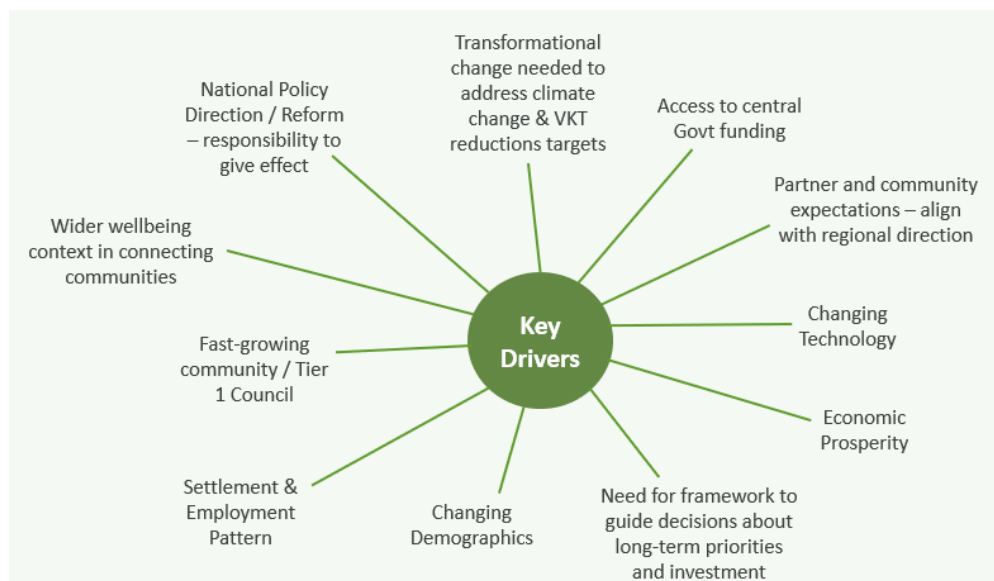 Transformational
change needed to
address climate
change & VKT
reductions targets
National Policy
Direction / Reform
– responsibility to
give effect
Access to central
Govt funding
Partner and community
expectations – align
with regional direction
Wider wellbeing
context in connecting
communities
Key
Drivers
Changing
Technology
Fast-growing
community / Tier
1 Council
Economic
Prosperity
Settlement &
Employment
Pattern
Changing
Demographics
Need for framework to
guide decisions about
long-term priorities
and investment